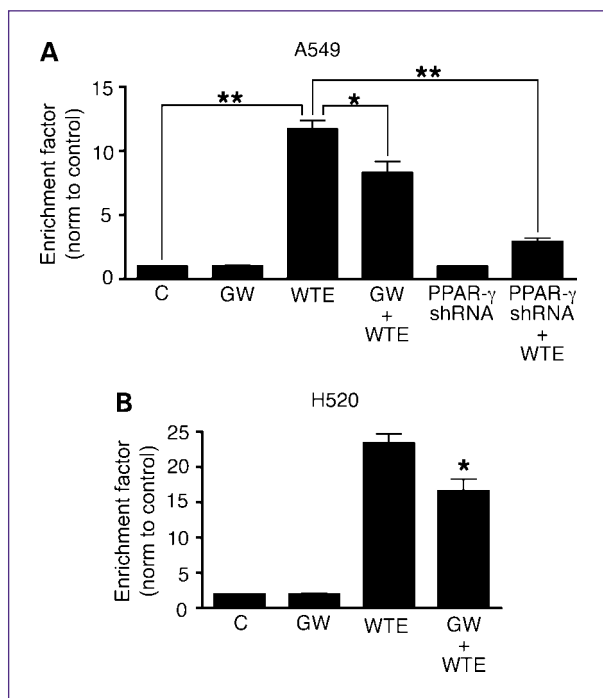 A
A549
Enrichment factor
(norm to control)
15
10
5
0
**
*
**
C
GW
WTE
GW
+
WTE
PPAR-γ
shRNA
PPAR-γ
shRNA
+
WTE
B
H520
Enrichment factor
(norm to control)
25
20
15
10
5
0
*
C
GW
WTE
GW
+
WTE